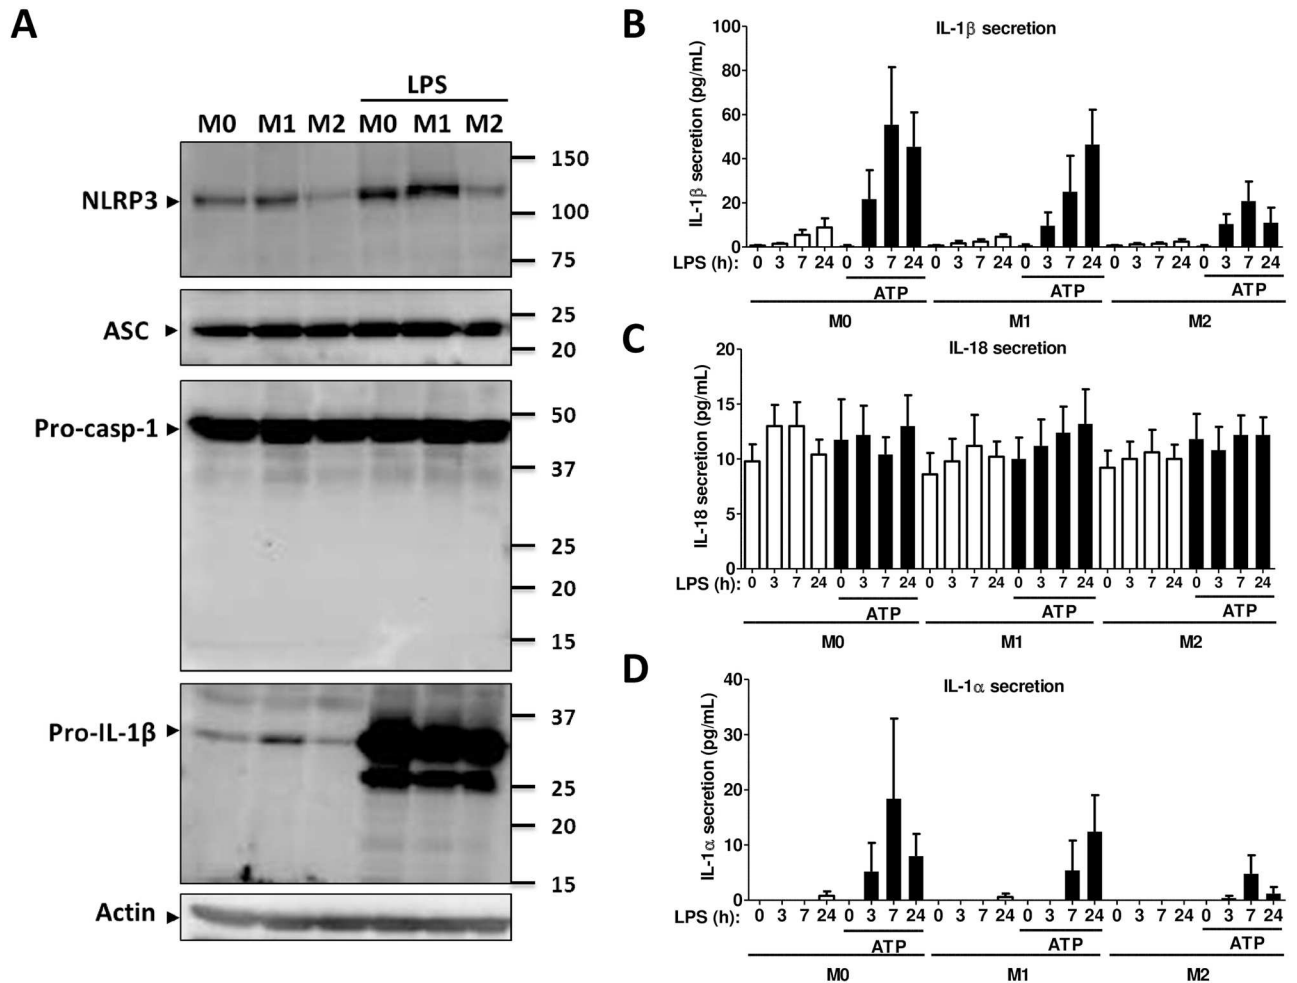 A
LPS
M0 M1 M2 M0 M1 M2
NLRP3
150
100
75
ASC
25
20
Pro-casp-1
50
37
25
20
15
Pro-IL-1β
37
25
20
15
Actin
B
IL-1β secretion
IL-1β secretion (pg/mL)
100
80
60
40
20
0
LPS (h): 0 3 7 24 0 3 7 24 0 3 7 24 0 3 7 24 0 3 7 24 0 3 7 24
ATP ATP ATP
M0 M1 M2
C
IL-18 secretion
IL-18 secretion (pg/mL)
20
15
10
5
0
LPS (h): 0 3 7 24 0 3 7 24 0 3 7 24 0 3 7 24 0 3 7 24 0 3 7 24
ATP ATP ATP
M0 M1 M2
D
IL-1α secretion
IL-1α secretion (pg/mL)
40
30
20
10
0
LPS (h): 0 3 7 24 0 3 7 24 0 3 7 24 0 3 7 24 0 3 7 24 0 3 7 24
ATP ATP ATP
M0 M1 M2